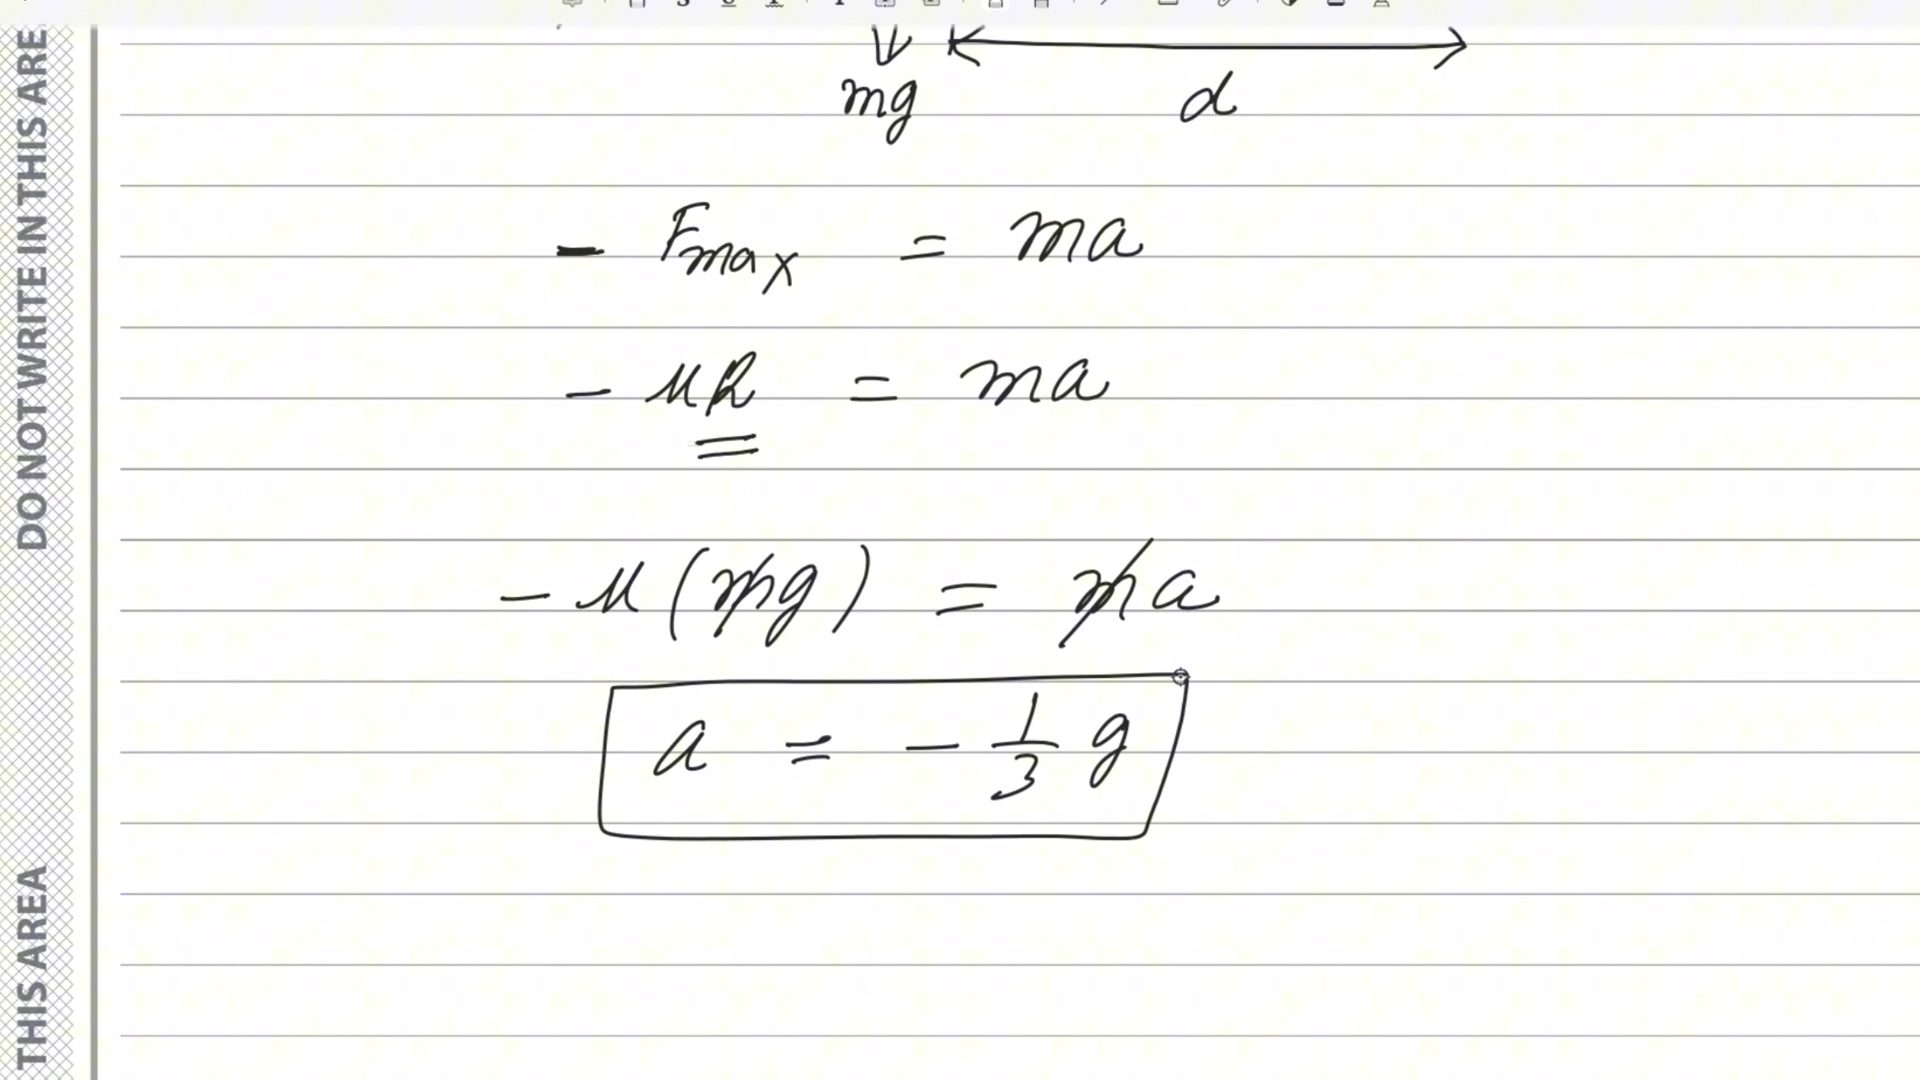 mg d
- Fmax = ma
- μR = ma
- μ(mg) = ma
a = - 1/3 g
DO NOT WRITE IN THIS ARE
THIS AREA